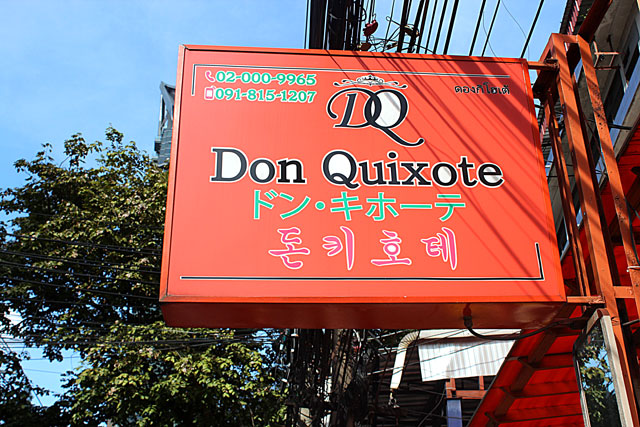 02-000-9965
091-815-1207
DQ
ดองกิโฮเต้
Don Quixote
ドン・キホーテ
돈키호테